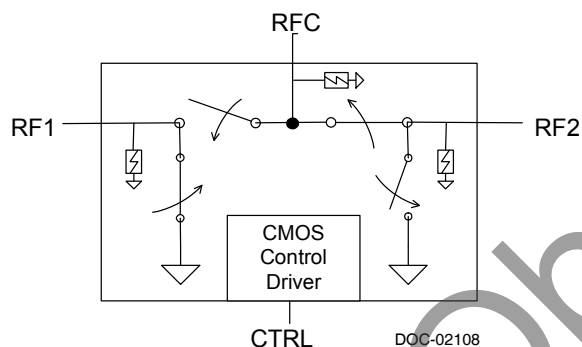 RFC
RF1
RF2
CMOS
Control
Driver
CTRL
DOC-02108